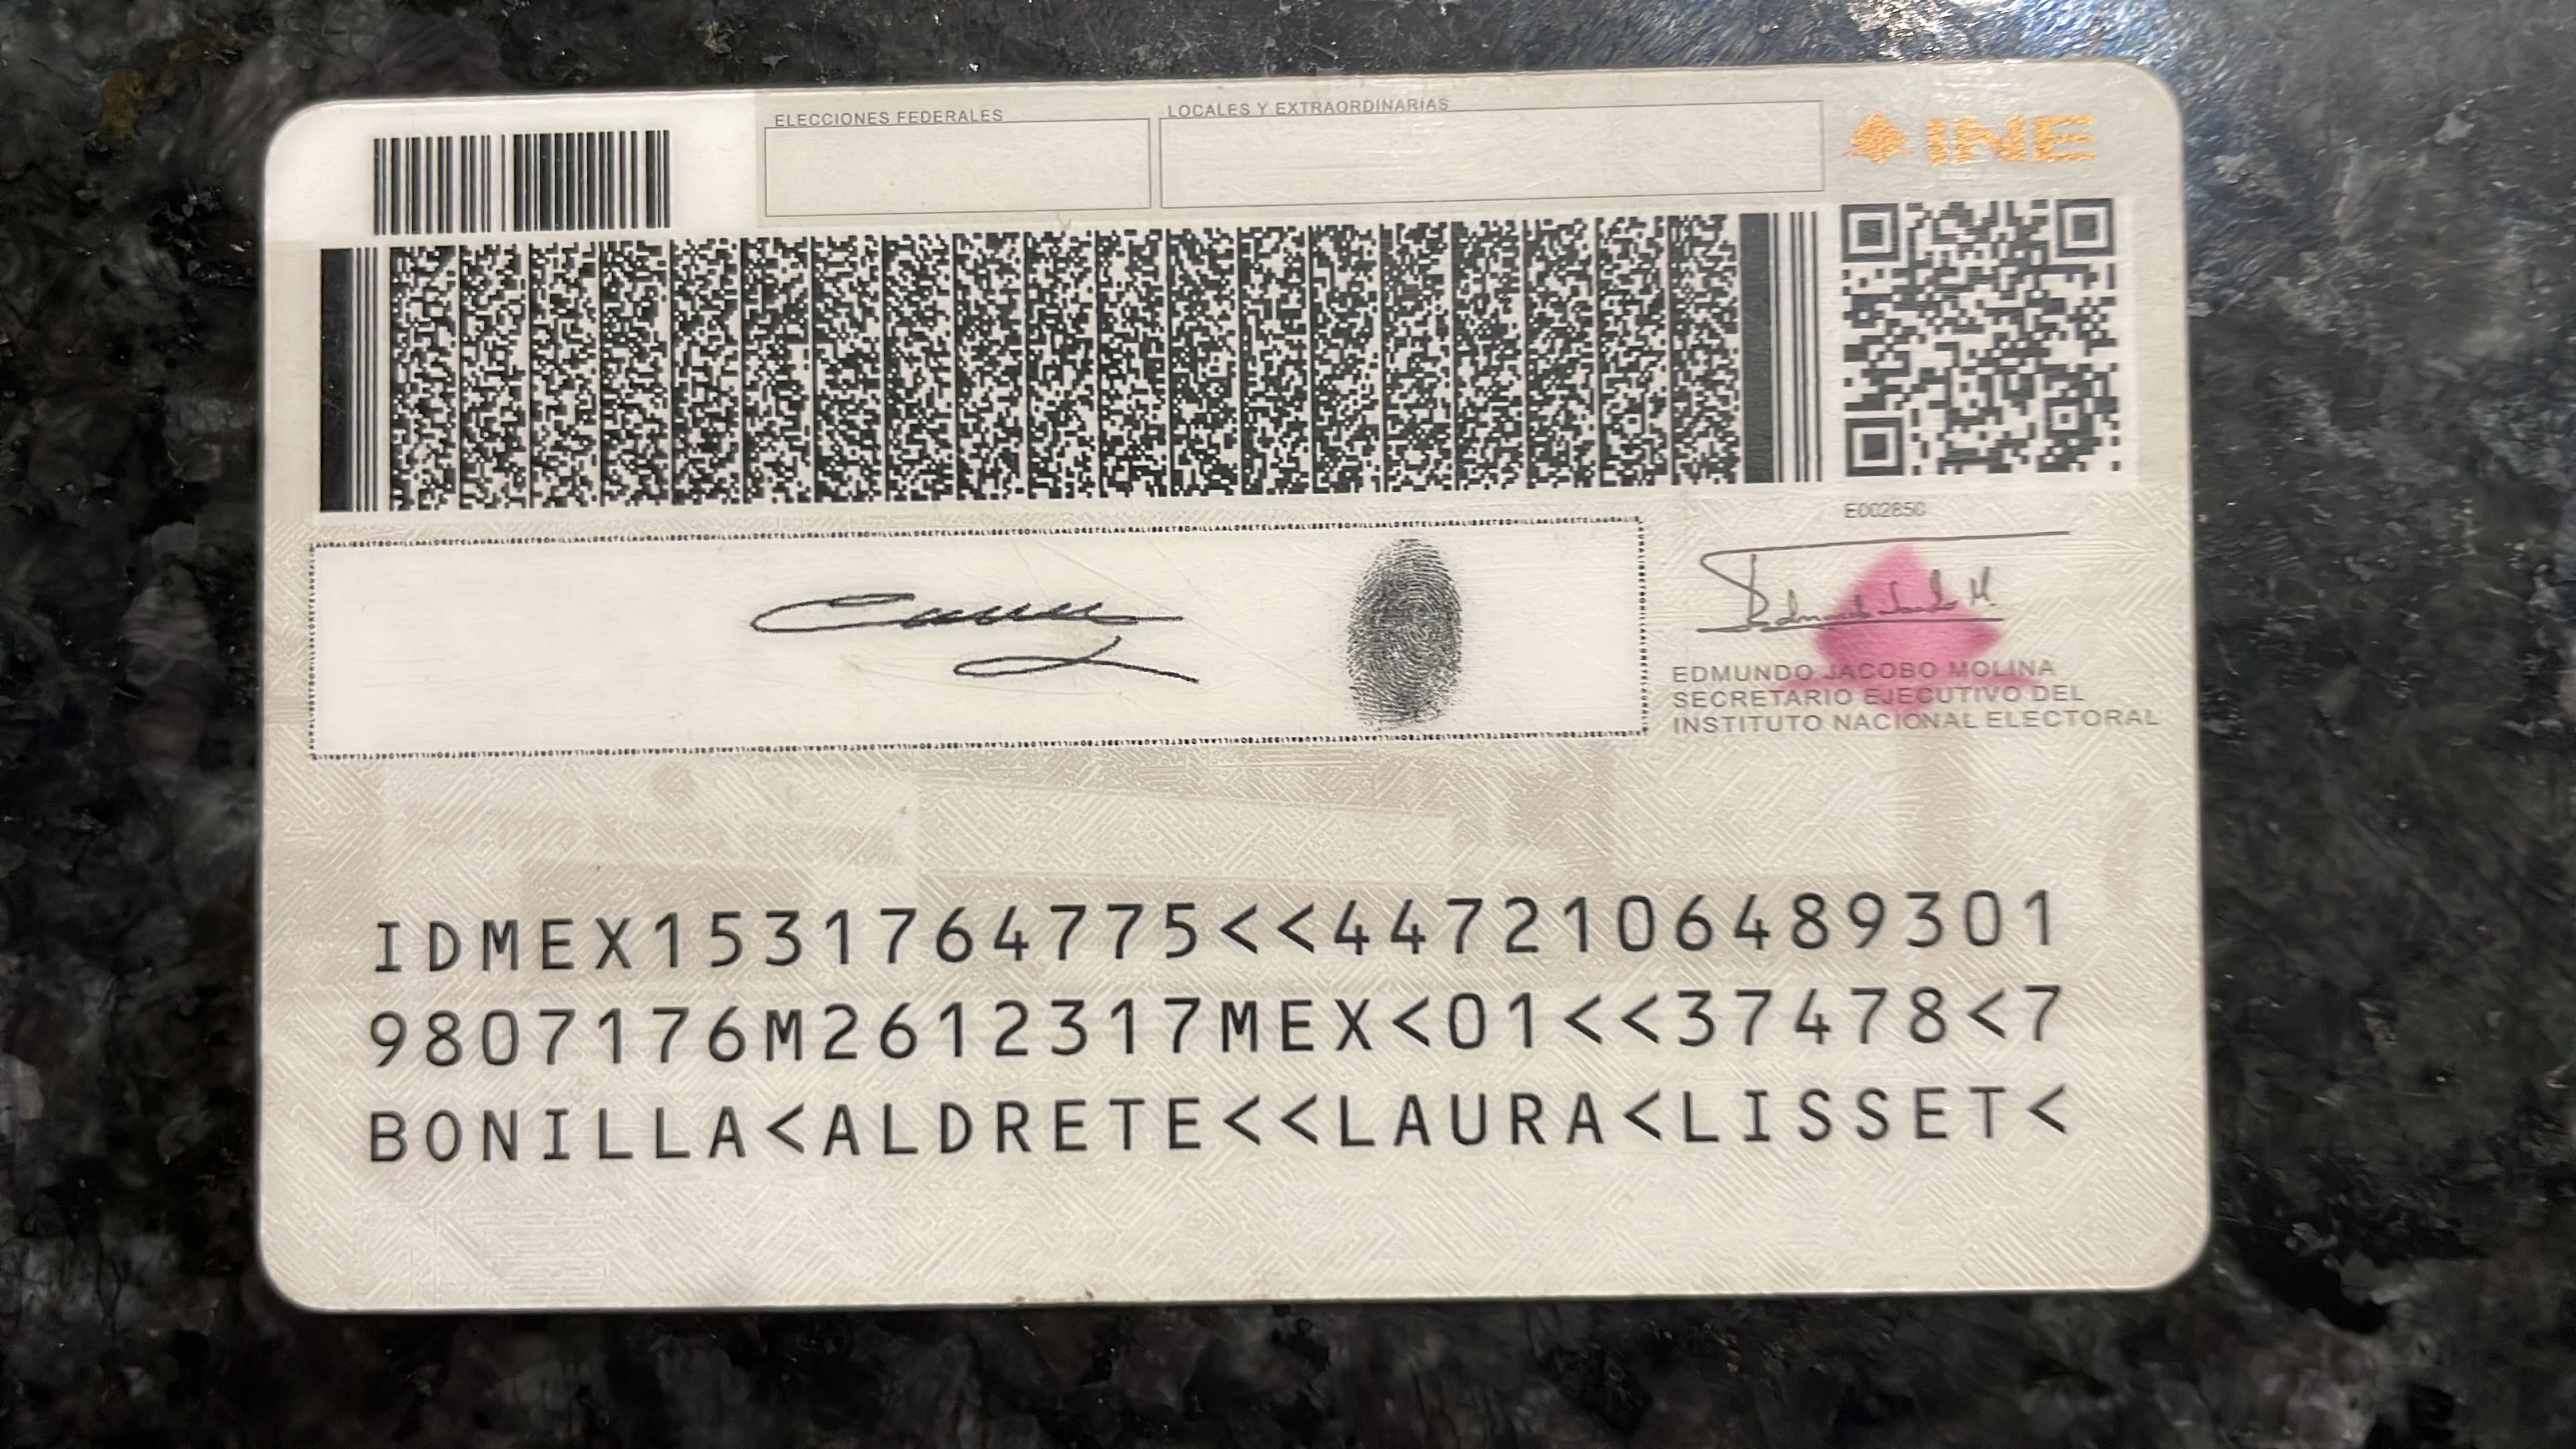 ELECCIONES FEDERALES
LOCALES Y EXTRAORDINARIAS
INE
E002850
EDMUNDO JACOBO MOLINA
SECRETARIO EJECUTIVO DEL
INSTITUTO NACIONAL ELECTORAL
IDMEX1531764775<<4472106489301
9807176M2612317MEX<01<<37478<7
BONILLA<ALDRETE<<LAURA<LISSET<